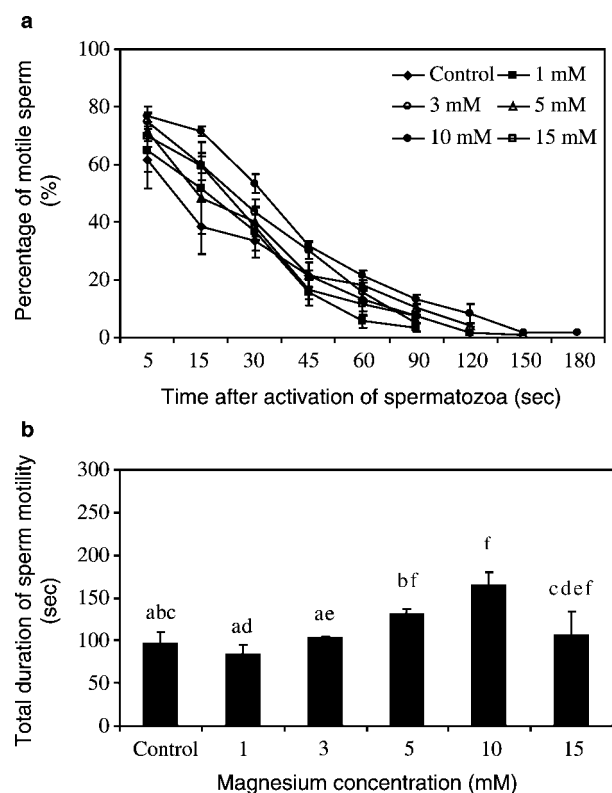 a
100
80
60
40
20
0
Percentage of motile sperm
(%)
Control
1 mM
3 mM
5 mM
10 mM
15 mM
5 15 30 45 60 90 120 150 180
Time after activation of spermatozoa (sec)
b
300
250
200
150
100
50
0
Total duration of sperm motility
(sec)
abc
ad
ae
bf
f
cdef
Control 1 3 5 10 15
Magnesium concentration (mM)